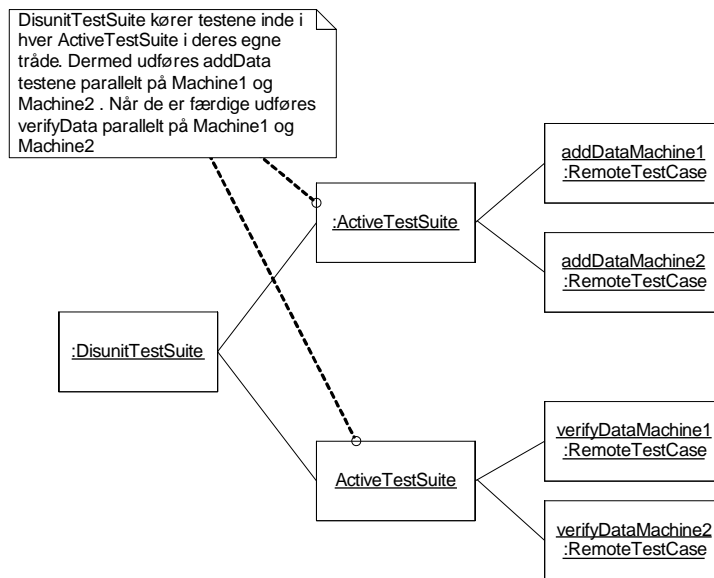 DisunitTestSuite kører testene inde i
hver ActiveTestSuite i deres egne
tråde. Dermed udføres addData
testene parallelt på Machine1 og
Machine2 . Når de er færdige udføres
verifyData parallelt på Machine1 og
Machine2
addDataMachine1
:RemoteTestCase
:ActiveTestSuite
addDataMachine2
:RemoteTestCase
:DisunitTestSuite
verifyDataMachine1
:RemoteTestCase
ActiveTestSuite
verifyDataMachine2
:RemoteTestCase